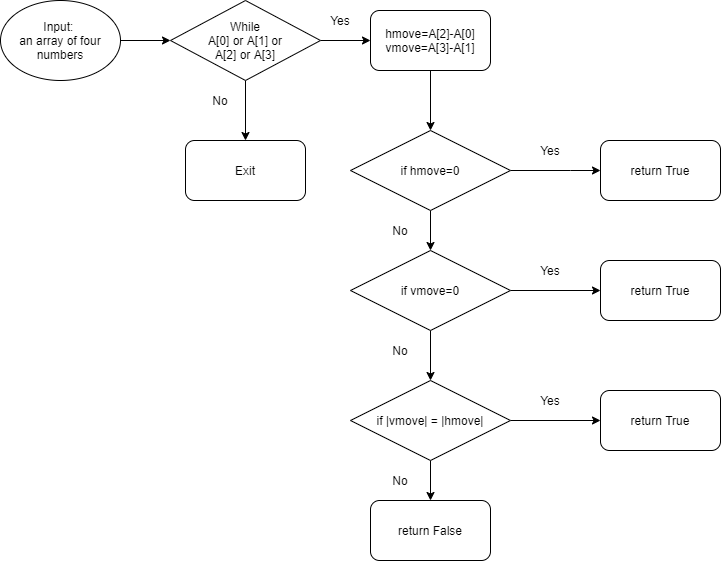 Input:
an array of four
numbers
While
A[0] or A[1] or
A[2] or A[3]
Yes
hmove=A[2]-A[0]
vmove=A[3]-A[1]
No
Exit
if hmove=0
Yes
return True
No
if vmove=0
Yes
return True
No
if |vmove| = |hmove|
Yes
return True
No
return False